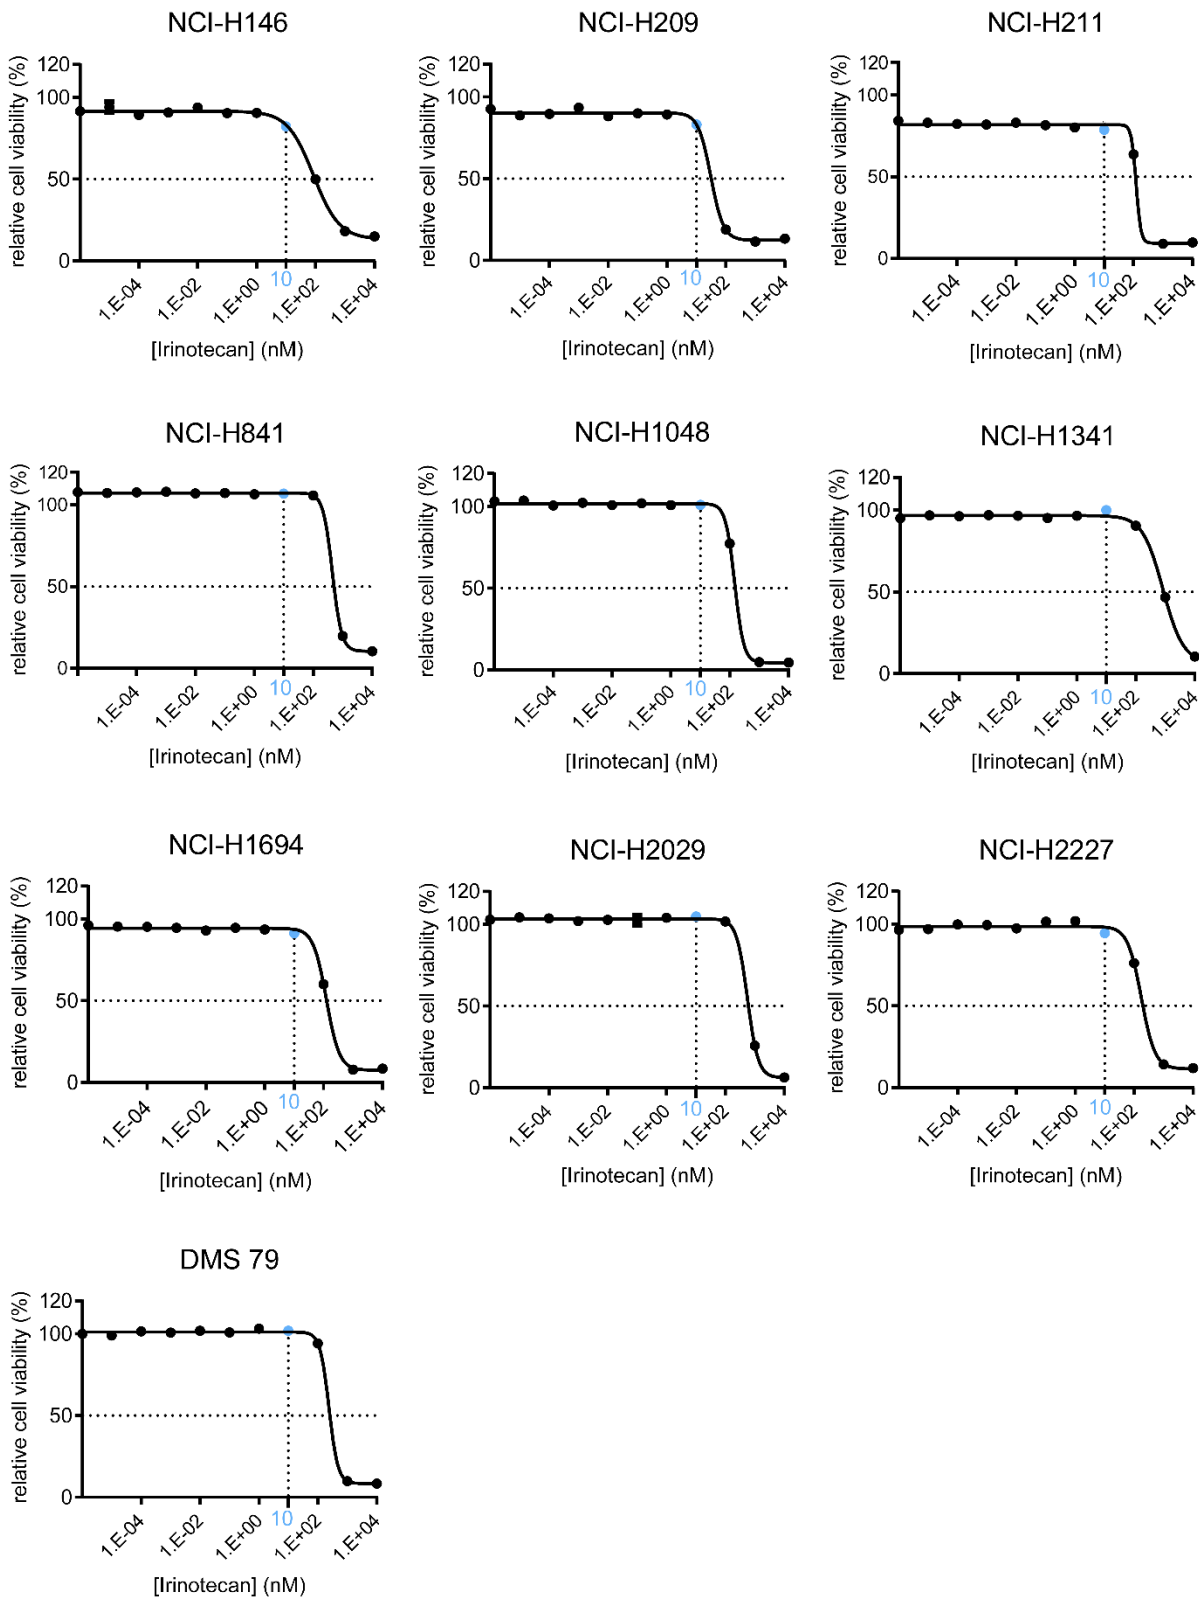 NCI-H146
relative cell viability (%)
120
100
50
0
10
1.E-04
1.E-02
1.E+00
1.E+02
1.E+04
[Irinotecan] (nM)
NCI-H209
relative cell viability (%)
120
100
50
0
10
1.E-04
1.E-02
1.E+00
1.E+02
1.E+04
[Irinotecan] (nM)
NCI-H211
relative cell viability (%)
120
100
50
0
10
1.E-04
1.E-02
1.E+00
1.E+02
1.E+04
[Irinotecan] (nM)
NCI-H841
relative cell viability (%)
120
100
50
0
10
1.E-04
1.E-02
1.E+00
1.E+02
1.E+04
[Irinotecan] (nM)
NCI-H1048
relative cell viability (%)
120
100
50
0
10
1.E-04
1.E-02
1.E+00
1.E+02
1.E+04
[Irinotecan] (nM)
NCI-H1341
relative cell viability (%)
120
100
50
0
10
1.E-04
1.E-02
1.E+00
1.E+02
1.E+04
[Irinotecan] (nM)
NCI-H1694
relative cell viability (%)
120
100
50
0
10
1.E-04
1.E-02
1.E+00
1.E+02
1.E+04
[Irinotecan] (nM)
NCI-H2029
relative cell viability (%)
120
100
50
0
10
1.E-04
1.E-02
1.E+00
1.E+02
1.E+04
[Irinotecan] (nM)
NCI-H2227
relative cell viability (%)
120
100
50
0
10
1.E-04
1.E-02
1.E+00
1.E+02
1.E+04
[Irinotecan] (nM)
DMS 79
relative cell viability (%)
120
100
50
0
10
1.E-04
1.E-02
1.E+00
1.E+02
1.E+04
[Irinotecan] (nM)